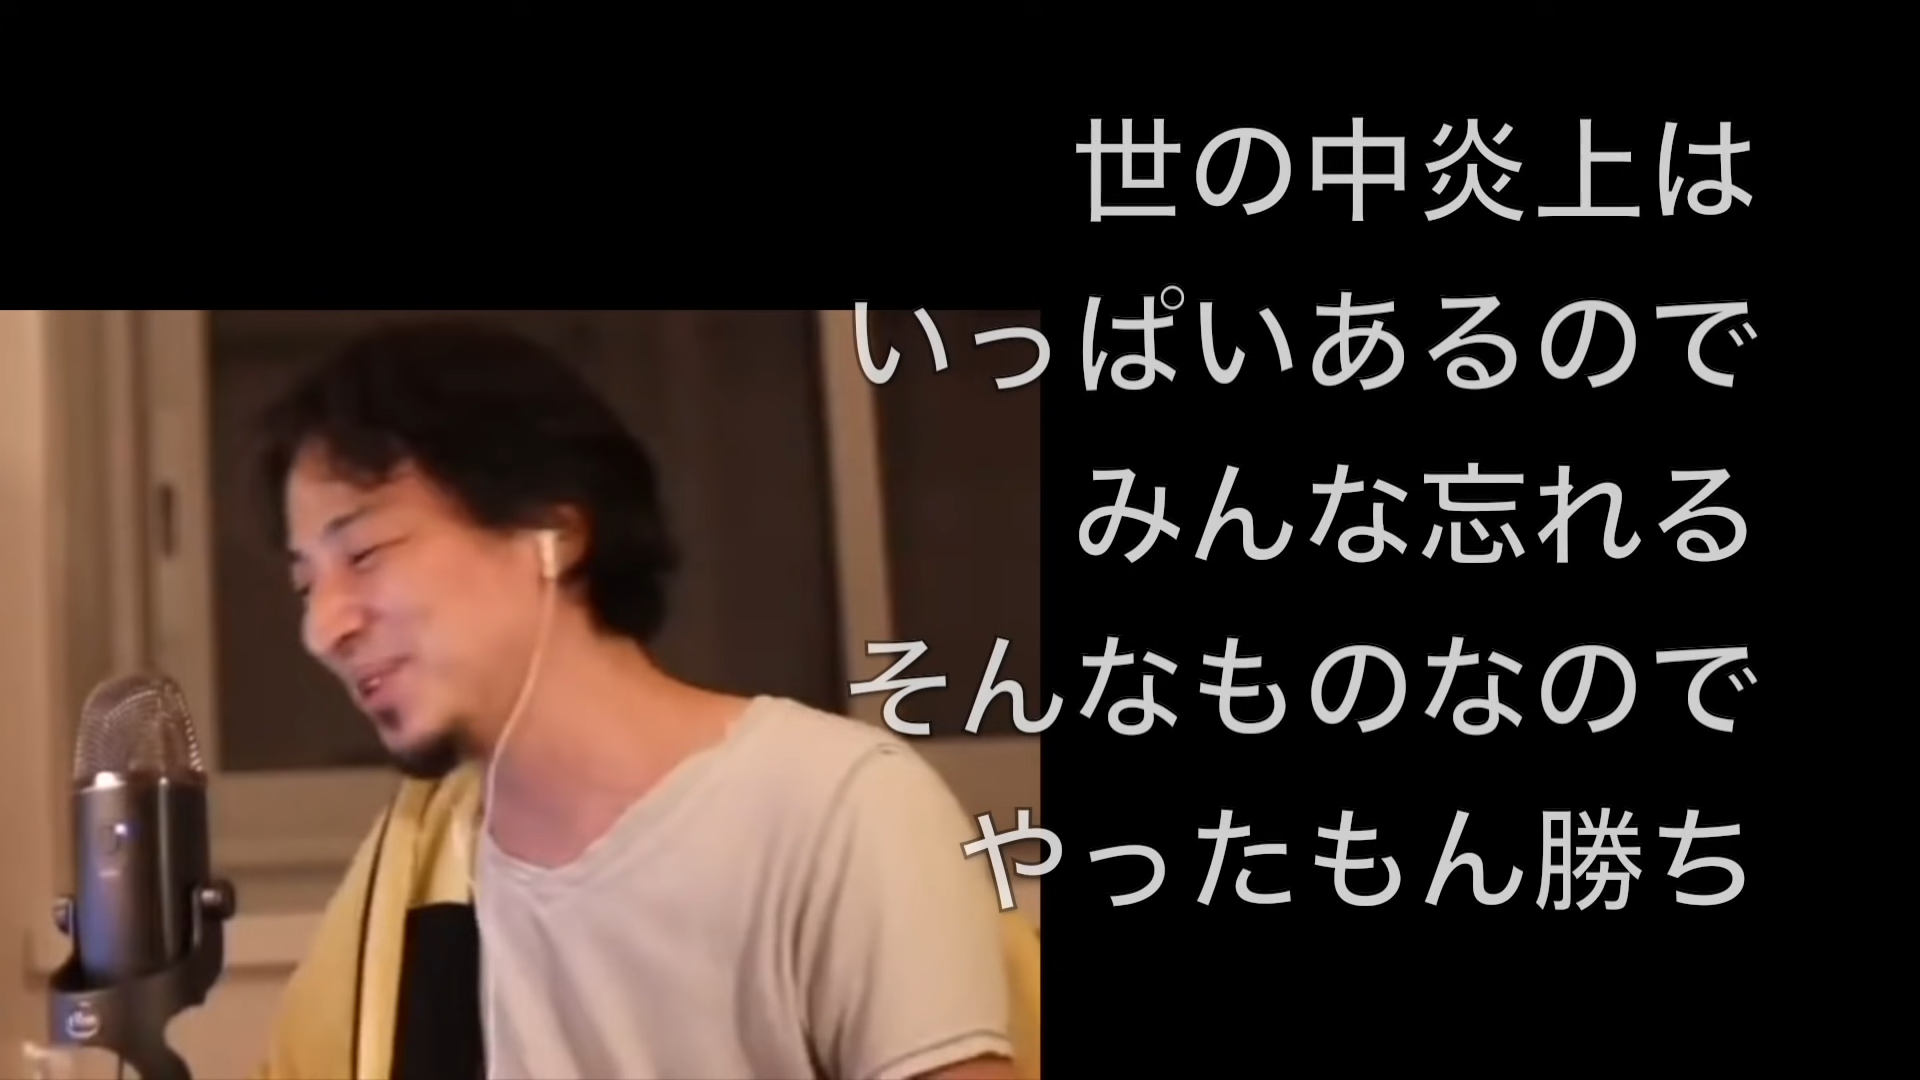 世の中炎上は
いっぱいあるので
みんな忘れる
そんなものなので
やったもん勝ち